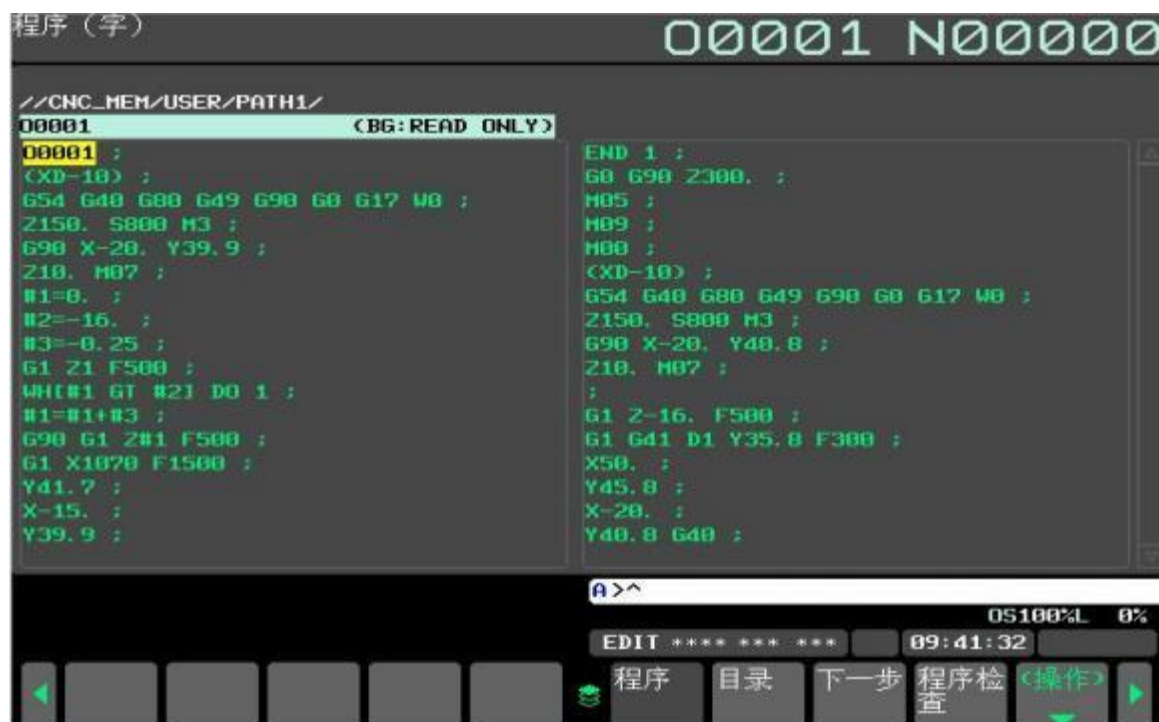 程序（字）
O0001 N00000
//CNC_MEM/USER/PATH1/
O0001 (BG:READ ONLY)
O0001 ;
(XD-10) ;
G54 G40 G80 G49 G90 G0 G17 W0 ;
Z150. S800 M3 ;
G90 X-20. Y39.9 ;
Z10. M07 ;
#1=0. ;
#2=-16. ;
#3=-0.25 ;
G1 Z1 F500 ;
WH[#1 GT #2] DO 1 ;
#1=#1+#3 ;
G90 G1 Z#1 F500 ;
G1 X1070 F1500 ;
Y41.7 ;
X-15. ;
Y39.9 ;
END 1 ;
G0 G90 Z300. ;
M05 ;
M09 ;
M00 ;
(XD-10) ;
G54 G40 G80 G49 G90 G0 G17 W0 ;
Z150. S800 M3 ;
G90 X-20. Y40.8 ;
Z10. M07 ;
;
G1 Z-16. F500 ;
G1 G41 D1 Y35.8 F300 ;
X50. ;
Y45.8 ;
X-20. ;
Y40.8 G40 ;
A>^
OS100%L 0%
EDIT **** *** *** 09:41:32
程序 目录 下一步 程序检查 (操作)